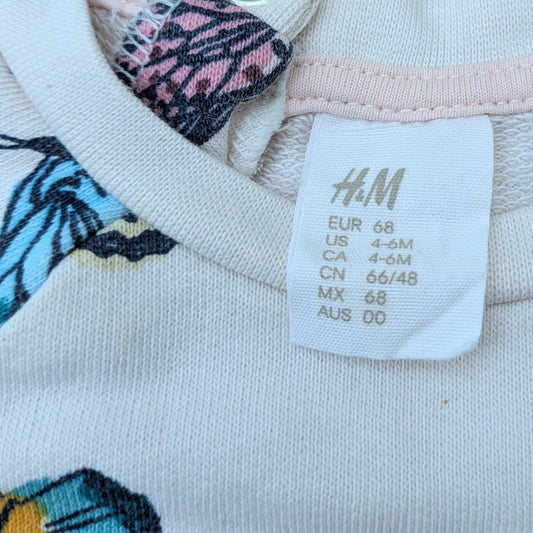 H&M
EUR 68
US 4-6M
CA 4-6M
CN 66/48
MX 68
AUS 00